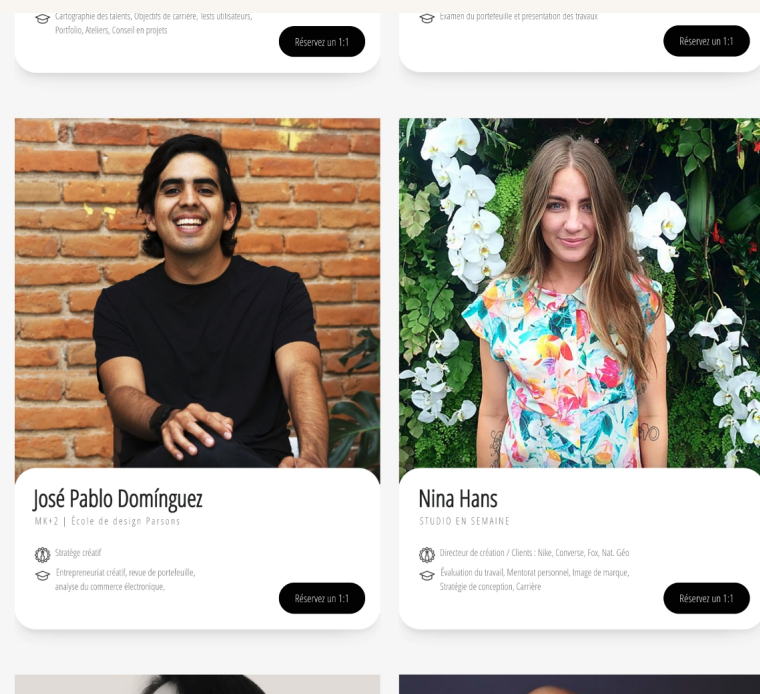 Cartographie des talents, Objectifs de carrière, Tests utilisateurs,
Portfolio, Ateliers, Conseil en projets
Réservez un 1:1
Examen du portefeuille et présentation des travaux
Réservez un 1:1
José Pablo Domínguez
MK+2 | École de design Parsons
Stratège créatif
Entrepreneuriat créatif, revue de portefeuille,
analyse du commerce électronique,
Réservez un 1:1
Nina Hans
STUDIO EN SEMAINE
Directeur de création / Clients : Nike, Converse, Fox, Nat. Géo
Évaluation du travail, Mentorat personnel, Image de marque,
Stratégie de conception, Carrière
Réservez un 1:1